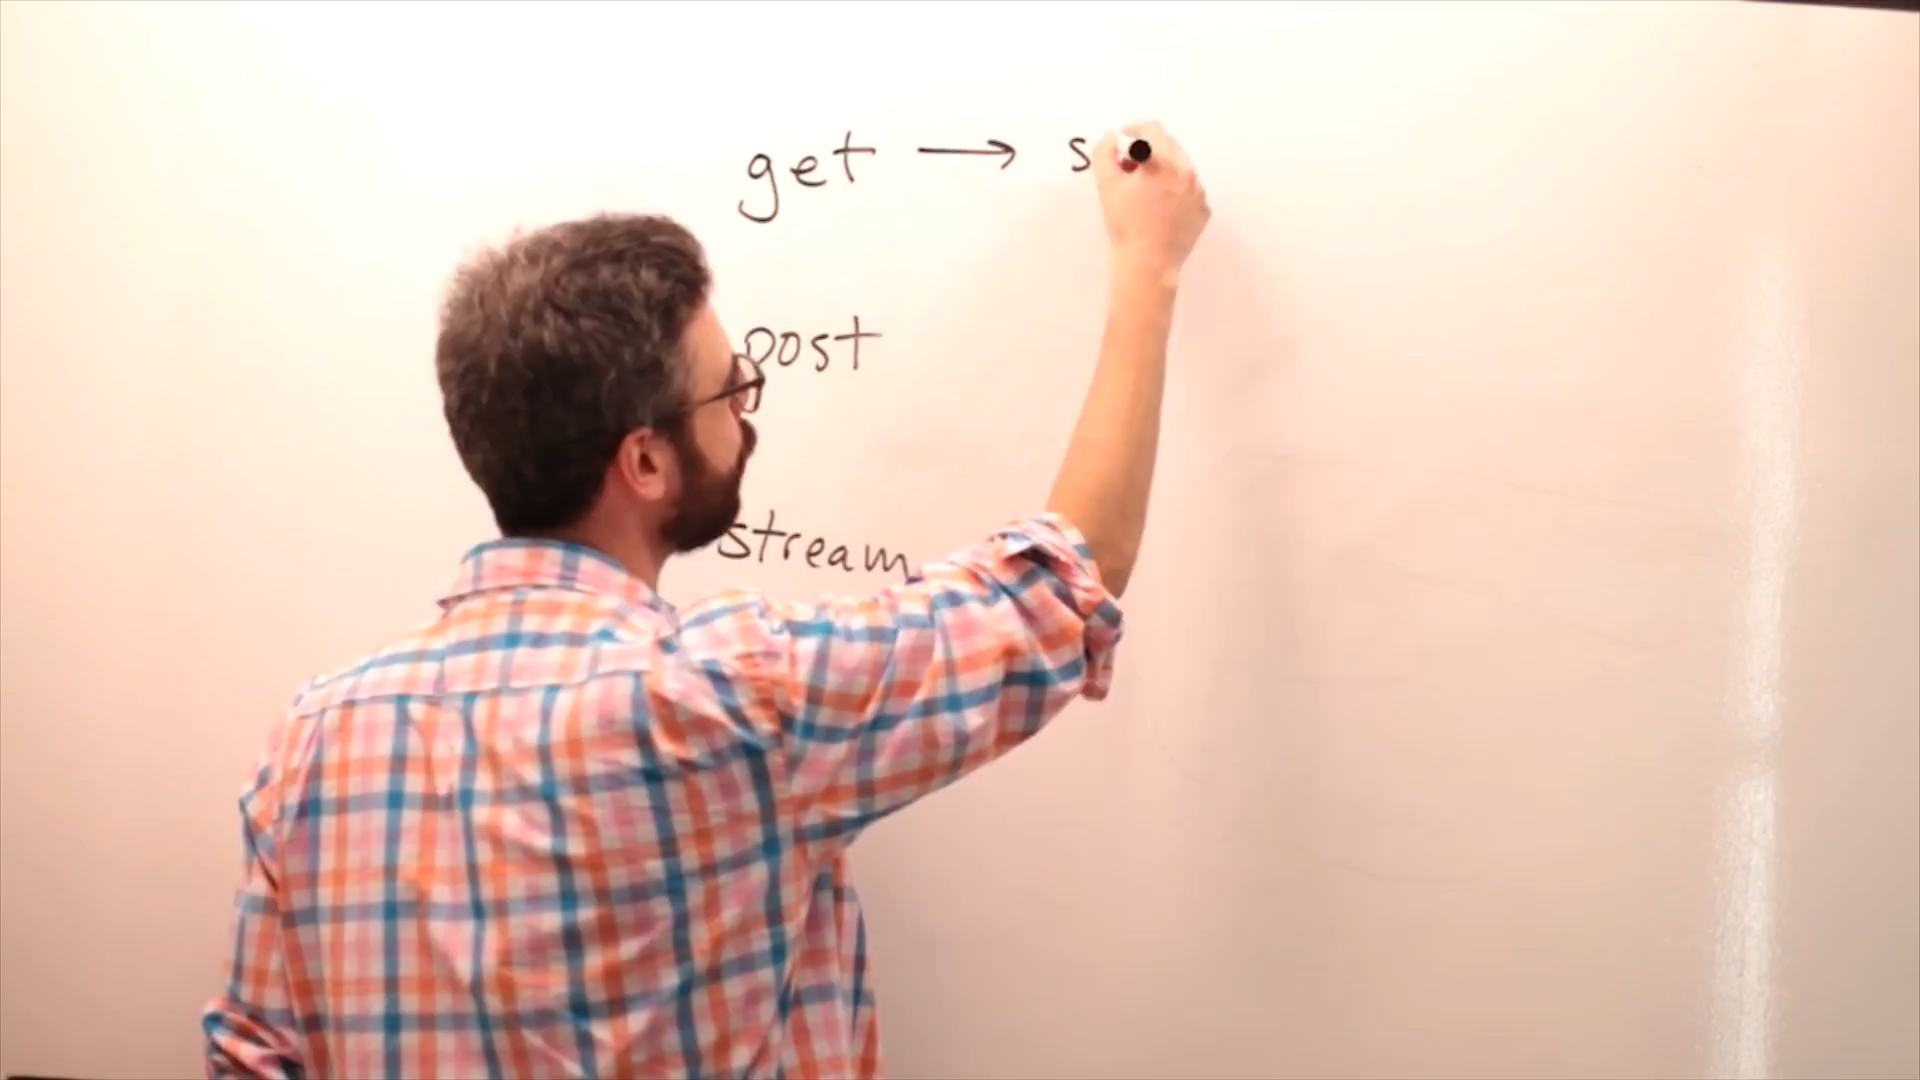 get → s
post
stream